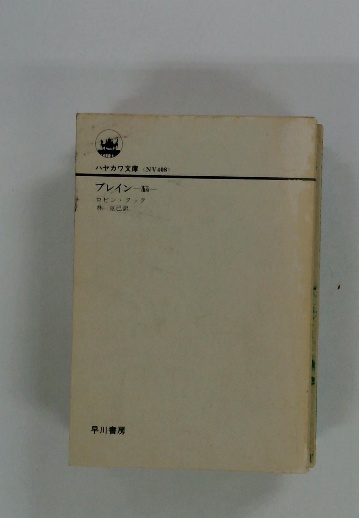 ハヤカワ文庫〈NV408〉
ブレイン—脳—
ロビン・クック
林 克己訳
早川書房